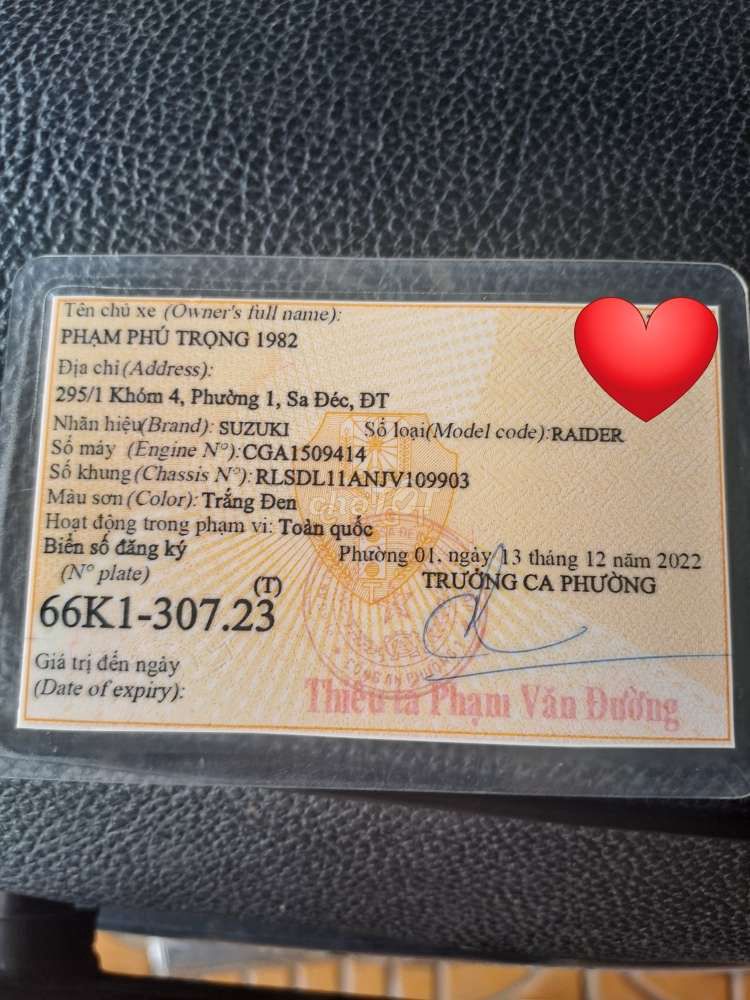 Tên chủ xe (Owner's full name):
PHẠM PHÚ TRỌNG 1982
Địa chỉ (Address):
295/1 Khóm 4, Phường 1, Sa Đéc, ĐT
Nhãn hiệu(Brand): SUZUKI Số loại(Model code):RAIDER
Số máy (Engine N°):CGA1509414
Số khung(Chassis N°): RLSDL11ANJV109903
Màu sơn(Color): Trắng Đen
Hoạt động trong phạm vi: Toàn quốc
Biển số đăng ký
Phường 01, ngày 13 tháng 12 năm 2022
(N° plate)
TRƯỞNG CA PHƯỜNG
(T)
66K1-307.23
Giá trị đến ngày
(Date of expiry):
Thiếu tá Phạm Văn Đường